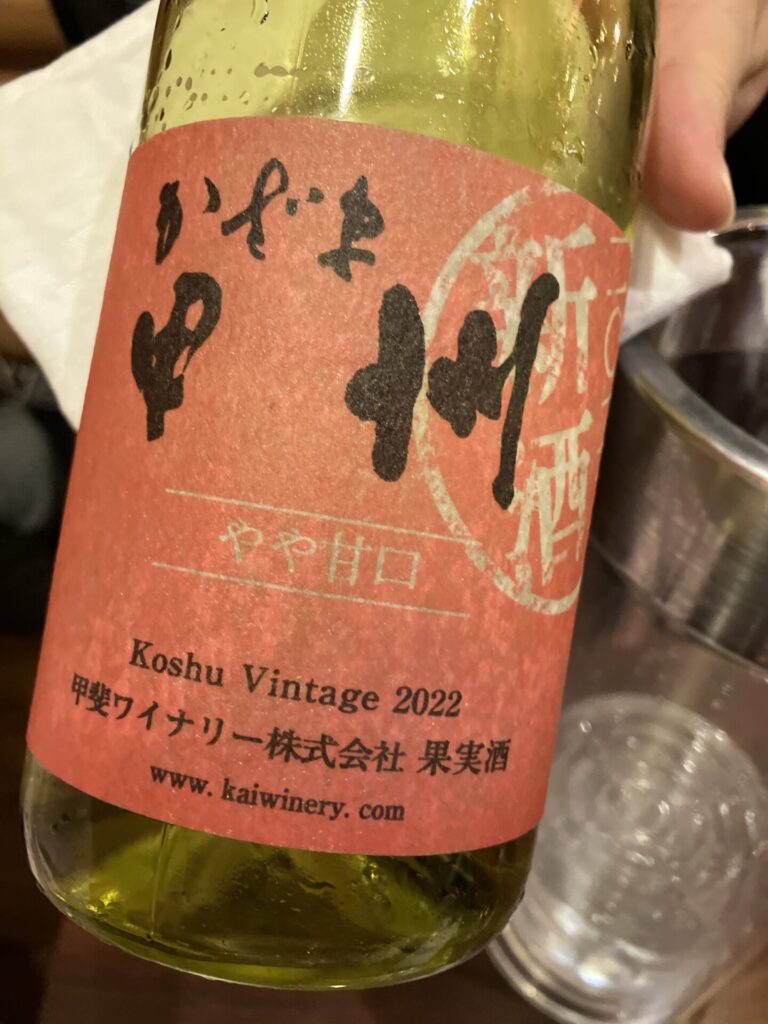 かざま
甲州
新酒
やや甘口
Koshu Vintage 2022
甲斐ワイナリー株式会社 果実酒
www.kaiwinery.com